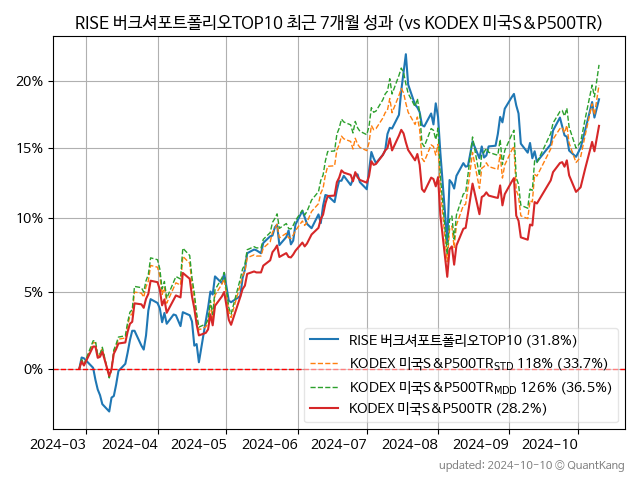 RISE 버크셔포트폴리오TOP10 최근 7개월 성과 (vs KODEX 미국S&P500TR)
20%
15%
10%
5%
0%
RISE 버크셔포트폴리오TOP10 (31.8%)
KODEX 미국S&P500TR_STD 118% (33.7%)
KODEX 미국S&P500TR_MDD 126% (36.5%)
KODEX 미국S&P500TR (28.2%)
2024-03 2024-04 2024-05 2024-06 2024-07 2024-08 2024-09 2024-10
updated: 2024-10-10 © QuantKang